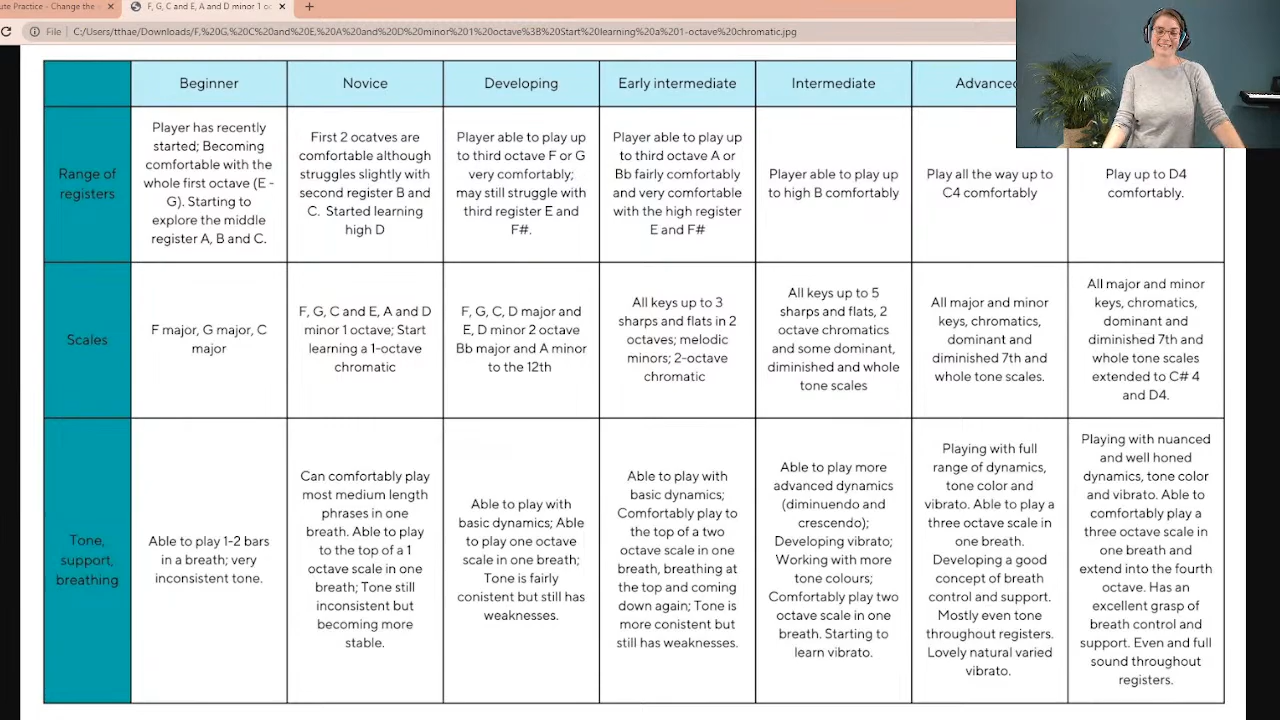 ute Practice - Change the
F, G, C and E, A and D minor 1 oc
File
C:/Users/tthae/Downloads/F,%20G,%20C%20and%20E,%20A%20and%20D%20minor%201%20octave%3B%20Start%20learning%20a%201-octave%20chromatic.jpg
Beginner
Novice
Developing
Early intermediate
Intermediate
Advanced
Range of
registers
Player has recently
started; Becoming
comfortable with the
whole first octave (E -
G). Starting to
explore the middle
register A, B and C.
First 2 ocatves are
comfortable although
struggles slightly with
second register B and
C. Started learning
high D
Player able to play up
to third octave F or G
very comfortably;
may still struggle with
third register E and
F#.
Player able to play up
to third octave A or
Bb fairly comfortably
and very comfortable
with the high register
E and F#
Player able to play up
to high B comfortably
Play all the way up to
C4 comfortably
Play up to D4
comfortably.
Scales
F major, G major, C
major
F, G, C and E, A and D
minor 1 octave; Start
learning a 1-octave
chromatic
F, G, C, D major and
E, D minor 2 octave
Bb major and A minor
to the 12th
All keys up to 3
sharps and flats in 2
octaves; melodic
minors; 2-octave
chromatic
All keys up to 5
sharps and flats, 2
octave chromatics
and some dominant,
diminished and whole
tone scales
All major and minor
keys, chromatics,
dominant and
diminished 7th and
whole tone scales.
All major and minor
keys, chromatics,
dominant and
diminished 7th and
whole tone scales
extended to C# 4
and D4.
Tone,
support,
breathing
Able to play 1-2 bars
in a breath; very
inconsistent tone.
Can comfortably play
most medium length
phrases in one
breath. Able to play
to the top of a 1
octave scale in one
breath; Tone still
inconsistent but
becoming more
stable.
Able to play with
basic dynamics; Able
to play one octave
scale in one breath;
Tone is fairly
conistent but still has
weaknesses.
Able to play with
basic dynamics;
Comfortably play to
the top of a two
octave scale in one
breath, breathing at
the top and coming
down again; Tone is
more conistent but
still has weaknesses.
Able to play more
advanced dynamics
(diminuendo and
crescendo);
Developing vibrato;
Working with more
tone colours;
Comfortably play two
octave scale in one
breath. Starting to
learn vibrato.
Playing with full
range of dynamics,
tone color and
vibrato. Able to play a
three octave scale in
one breath.
Developing a good
concept of breath
control and support.
Mostly even tone
throughout registers.
Lovely natural varied
vibrato.
Playing with nuanced
and well honed
dynamics, tone color
and vibrato. Able to
comfortably play a
three octave scale in
one breath and
extend into the fourth
octave. Has an
excellent grasp of
breath control and
support. Even and full
sound throughout
registers.